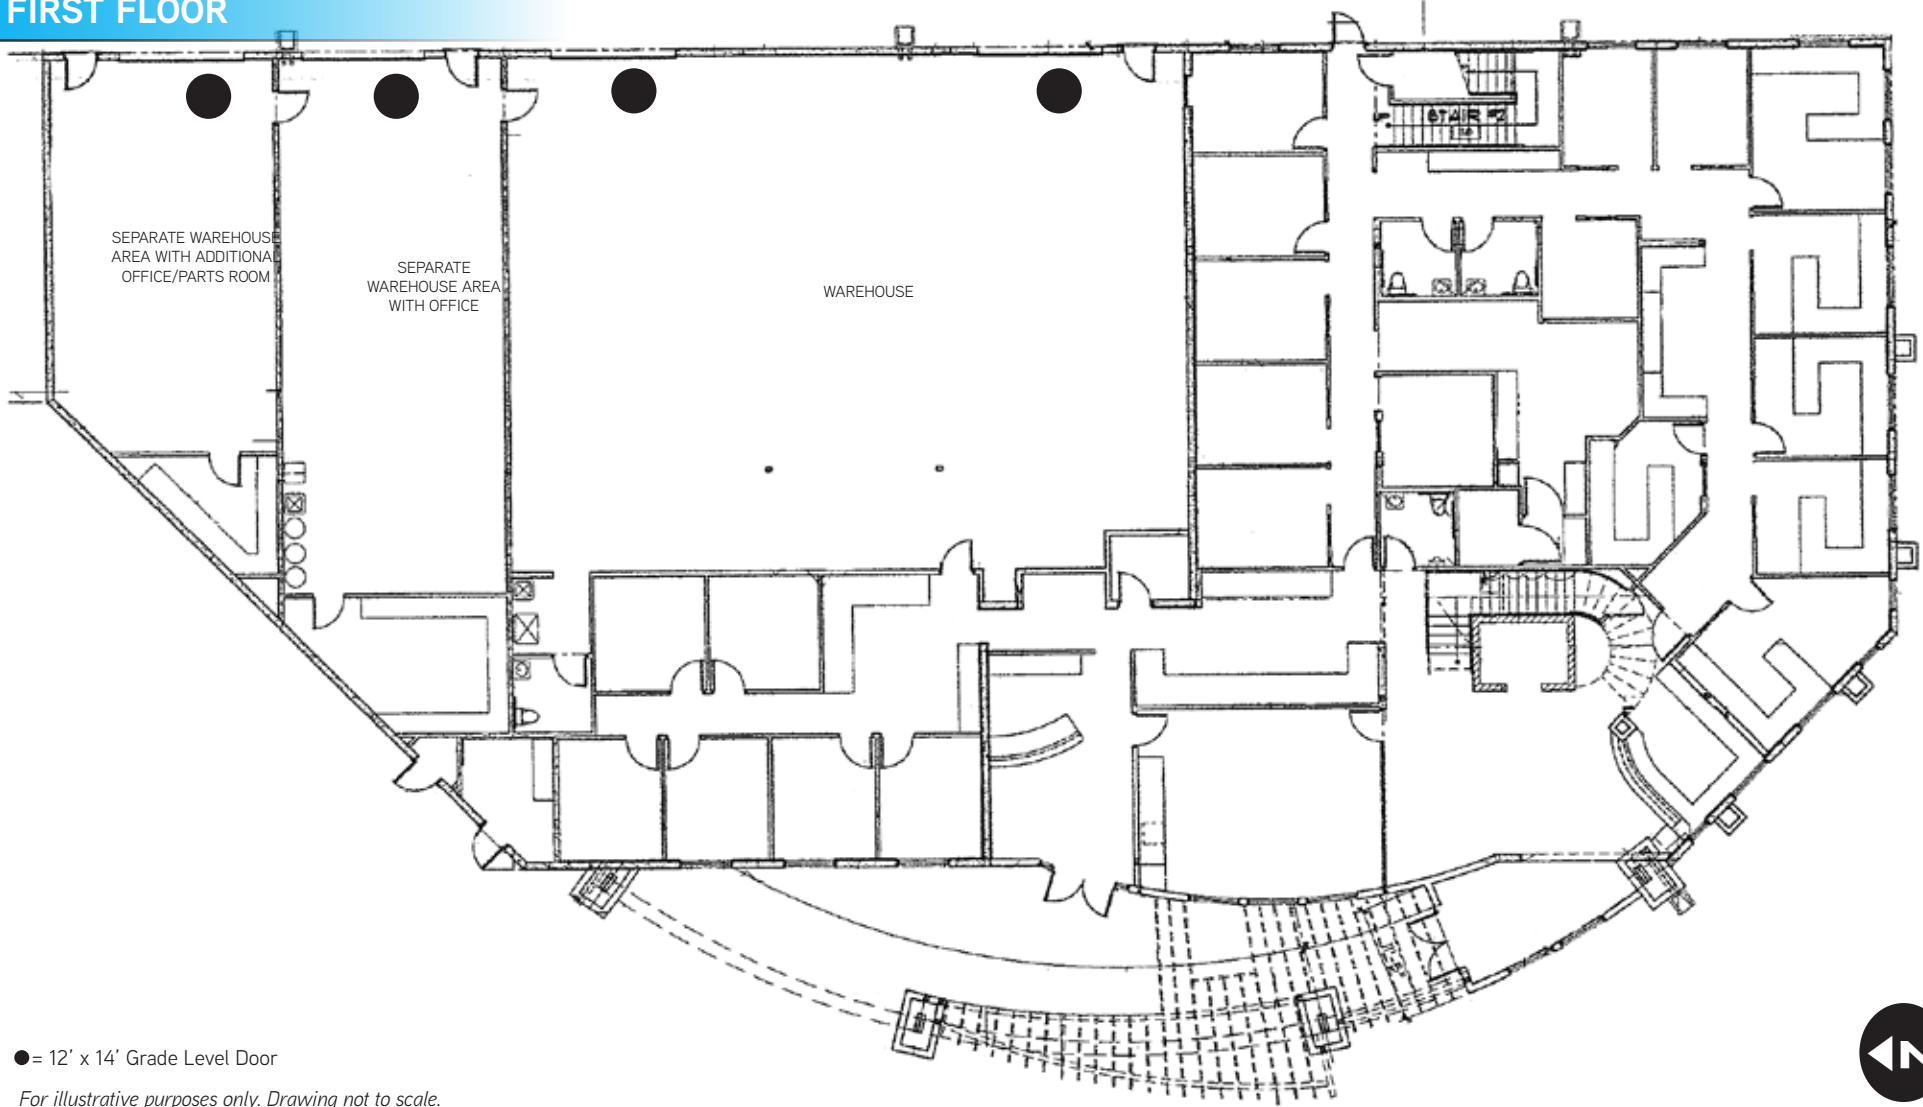 FIRST FLOOR
STAIR #2
SEPARATE WAREHOUSE
AREA WITH ADDITIONAL
OFFICE/PARTS ROOM
SEPARATE
WAREHOUSE AREA
WITH OFFICE
WAREHOUSE
= 12’ x 14’ Grade Level Door
For illustrative purposes only. Drawing not to scale.
N